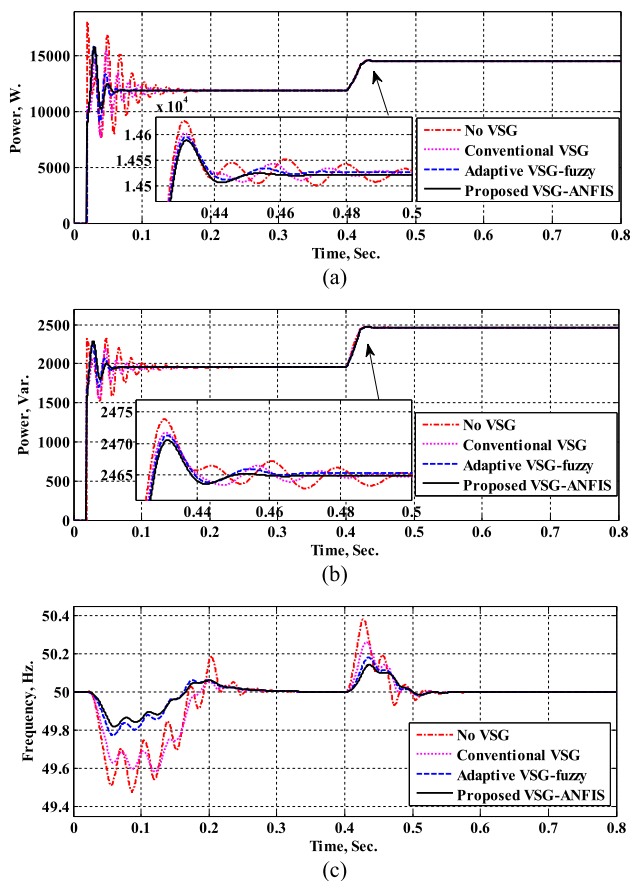 15000
10000
5000
0
Power, W.
x 10⁴
1.46
1.455
1.45
0.44
0.46
0.48
0.5
No VSG
Conventional VSG
Adaptive VSG-fuzzy
Proposed VSG-ANFIS
0
0.1
0.2
0.3
0.4
0.5
0.6
0.7
0.8
Time, Sec.
(a)
2500
2000
1500
1000
500
0
Power, Var.
2475
2470
2465
0.44
0.46
0.48
0.5
No VSG
Conventional VSG
Adaptive VSG-fuzzy
Proposed VSG-ANFIS
0
0.1
0.2
0.3
0.4
0.5
0.6
0.7
0.8
Time, Sec.
(b)
50.4
50.2
50
49.8
49.6
49.4
Frequency, Hz.
No VSG
Conventional VSG
Adaptive VSG-fuzzy
Proposed VSG-ANFIS
0
0.1
0.2
0.3
0.4
0.5
0.6
0.7
0.8
Time, Sec.
(c)